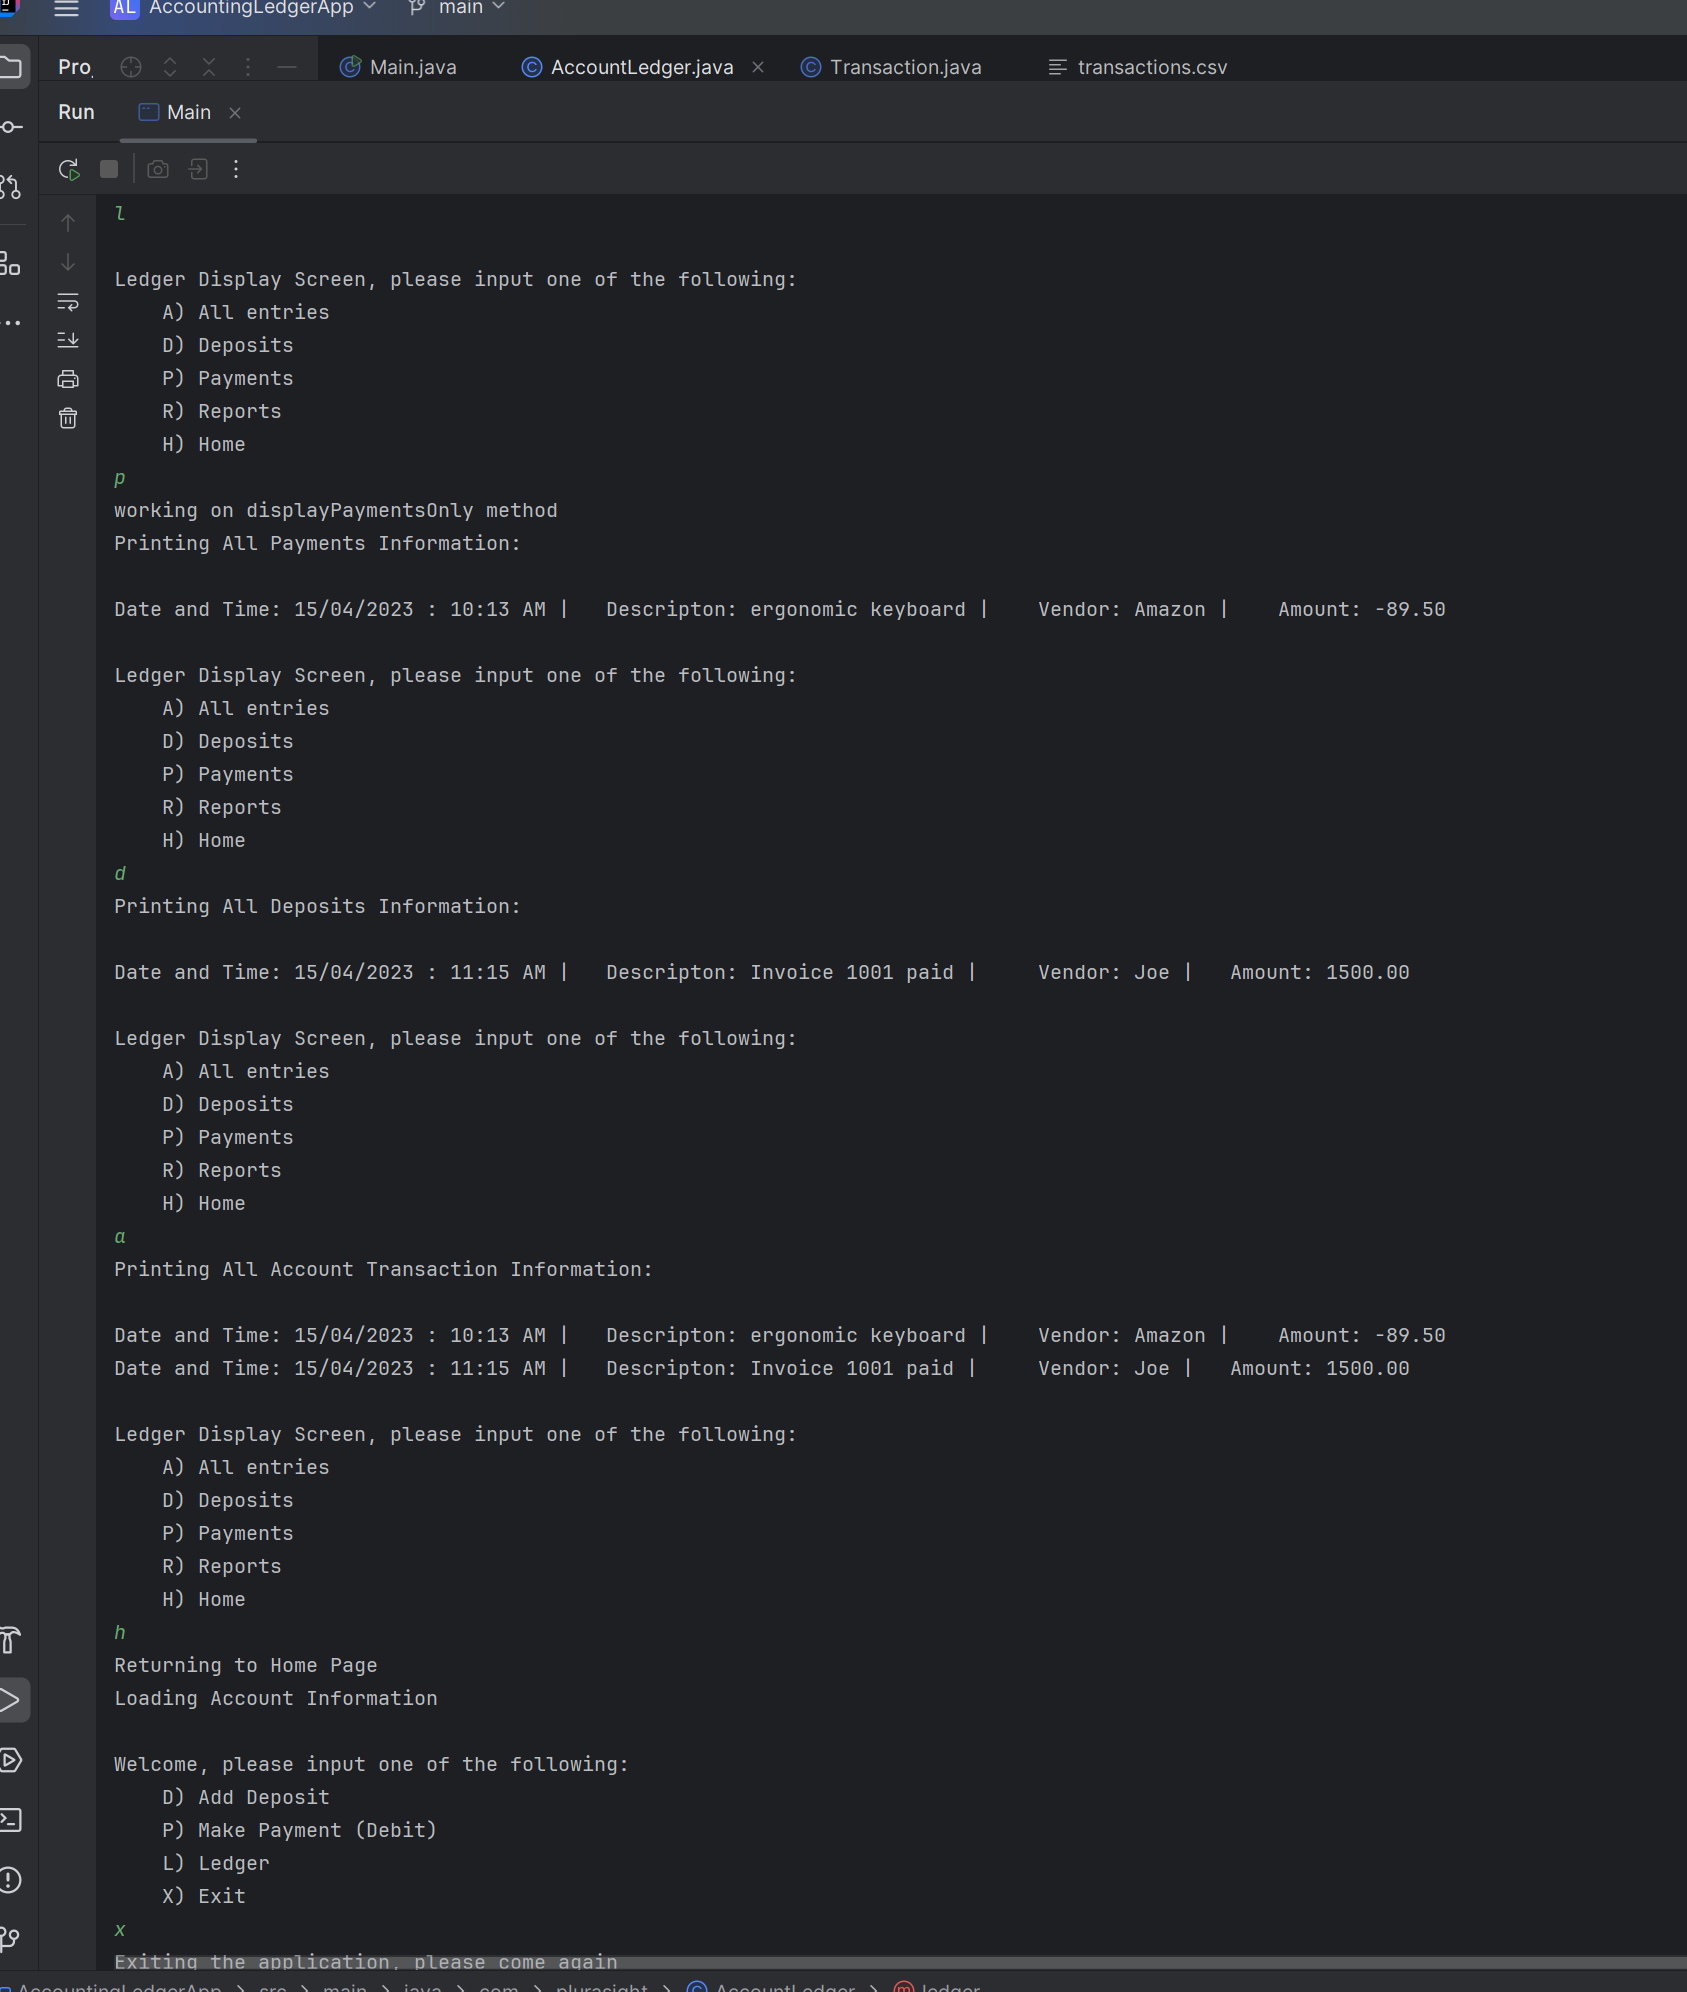 AL AccountingLedgerApp main
Pro Main.java AccountLedger.java Transaction.java transactions.csv
Run Main
l
Ledger Display Screen, please input one of the following:
A) All entries
D) Deposits
P) Payments
R) Reports
H) Home
p
working on displayPaymentsOnly method
Printing All Payments Information:
Date and Time: 15/04/2023 : 10:13 AM | Descripton: ergonomic keyboard | Vendor: Amazon | Amount: -89.50
Ledger Display Screen, please input one of the following:
A) All entries
D) Deposits
P) Payments
R) Reports
H) Home
d
Printing All Deposits Information:
Date and Time: 15/04/2023 : 11:15 AM | Descripton: Invoice 1001 paid | Vendor: Joe | Amount: 1500.00
Ledger Display Screen, please input one of the following:
A) All entries
D) Deposits
P) Payments
R) Reports
H) Home
a
Printing All Account Transaction Information:
Date and Time: 15/04/2023 : 10:13 AM | Descripton: ergonomic keyboard | Vendor: Amazon | Amount: -89.50
Date and Time: 15/04/2023 : 11:15 AM | Descripton: Invoice 1001 paid | Vendor: Joe | Amount: 1500.00
Ledger Display Screen, please input one of the following:
A) All entries
D) Deposits
P) Payments
R) Reports
H) Home
h
Returning to Home Page
Loading Account Information
Welcome, please input one of the following:
D) Add Deposit
P) Make Payment (Debit)
L) Ledger
X) Exit
x
Exiting the application, please come again
AccountingLedgerApp > src > main > java > com > plurasight > AccountLedger > ledger